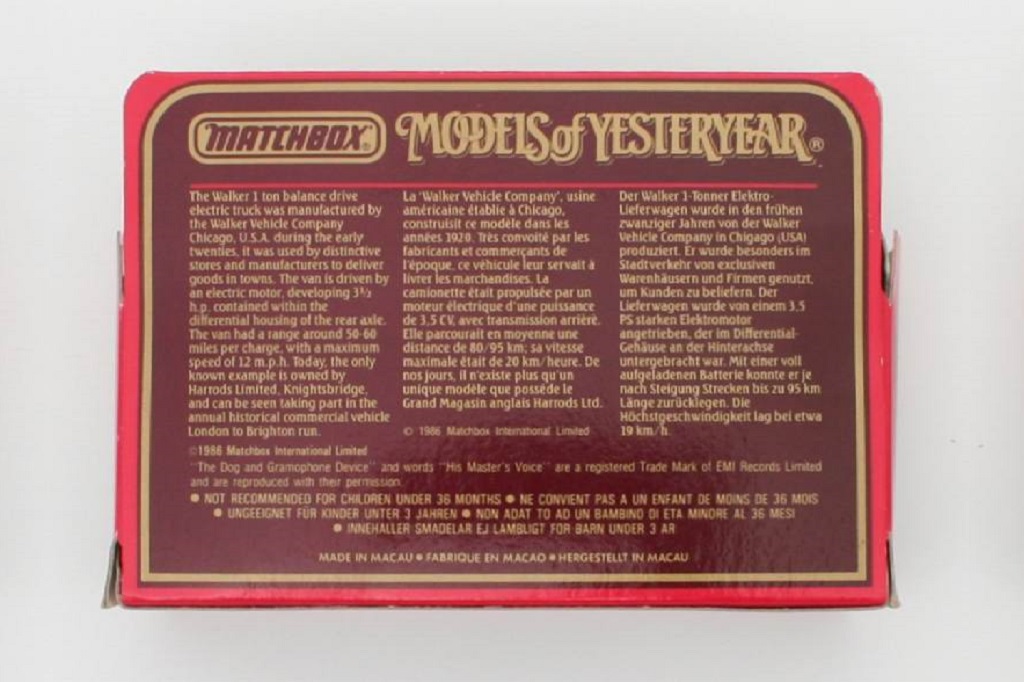 MATCHBOX® MODELS of YESTERYEAR®
The Walker 1 ton balance drive
electric truck was manufactured by
the Walker Vehicle Company
Chicago, U.S.A. during the early
twenties, it was used by distinctive
stores and manufacturers to deliver
goods in towns. The van is driven by
an electric motor, developing 3½
h.p. contained within the
differential housing of the rear axle.
The van had a range around 50-60
miles per charge, with a maximum
speed of 12 m.p.h. Today, the only
known example is owned by
Harrods Limited, Knightsbridge,
and can be seen taking part in the
annual historical commercial vehicle
London to Brighton run.
La "Walker Vehicle Company", usine
américaine établie à Chicago,
construisit ce modèle dans les
années 1920. Très convoité par les
fabricants et commerçants de
l'époque, ce véhicule leur servait à
livrer les marchandises. La
camionette était propulsée par un
moteur électrique d'une puissance
de 3,5 CV, avec transmission arrière.
Elle parcourait en moyenne une
distance de 80/95 km; sa vitesse
maximale était de 20 km/heure. De
nos jours, il n'existe plus qu'un
unique modèle que possède le
Grand Magasin anglais Harrods Ltd.
© 1986 Matchbox International Limited
Der Walker 1-Tonner Elektro-
Lieferwagen wurde in den frühen
zwanziger Jahren von der Walker
Vehicle Company in Chigago (USA)
produziert. Er wurde besonders im
Stadtverkehr von exclusiven
Warenhäusern und Firmen genutzt,
um Kunden zu beliefern. Der
Lieferwagen wurde von einem 3,5
PS starken Elektromotor
angetrieben, der im Differential-
Gehäuse an der Hinterachse
untergebracht war. Mit einer voll
aufgeladenen Batterie konnte er je
nach Steigung Strecken bis zu 95 km
Länge zurücklegen. Die
Höchstgeschwindigkeit lag bei etwa
19 km/h.
©1986 Matchbox International Limited
"The Dog and Gramophone Device" and words "His Master's Voice" are a registered Trade Mark of EMI Records Limited
and are reproduced with their permission.
● NOT RECOMMENDED FOR CHILDREN UNDER 36 MONTHS ● NE CONVIENT PAS A UN ENFANT DE MOINS DE 36 MOIS
● UNGEEIGNET FÜR KINDER UNTER 3 JAHREN ● NON ADAT TO AD UN BAMBINO DI ETA MINORE AL 36 MESI
● INNEHALLER SMADELAR EJ LAMBLIGT FOR BARN UNDER 3 AR
MADE IN MACAU ● FABRIQUE EN MACAO ● HERGESTELLT IN MACAU